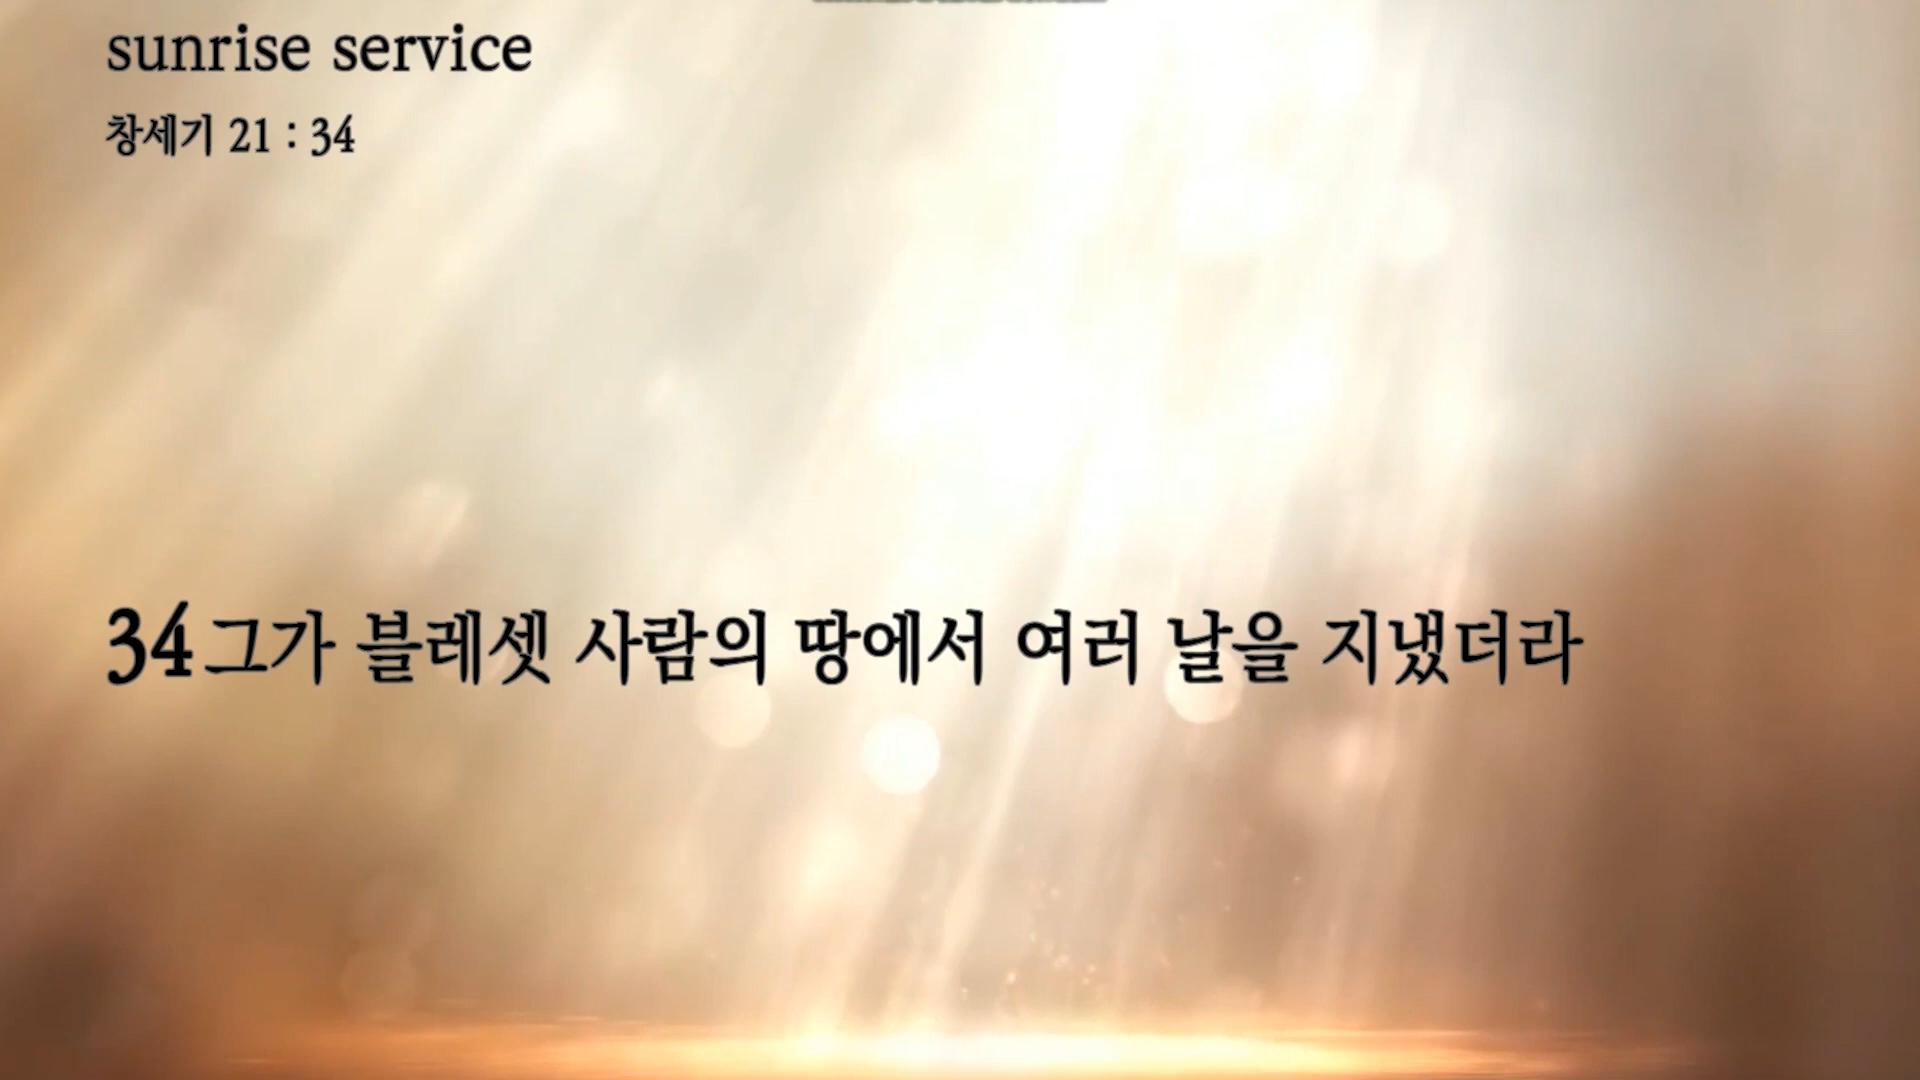 sunrise service
창세기 21 : 34
34그가 블레셋 사람의 땅에서 여러 날을 지냈더라